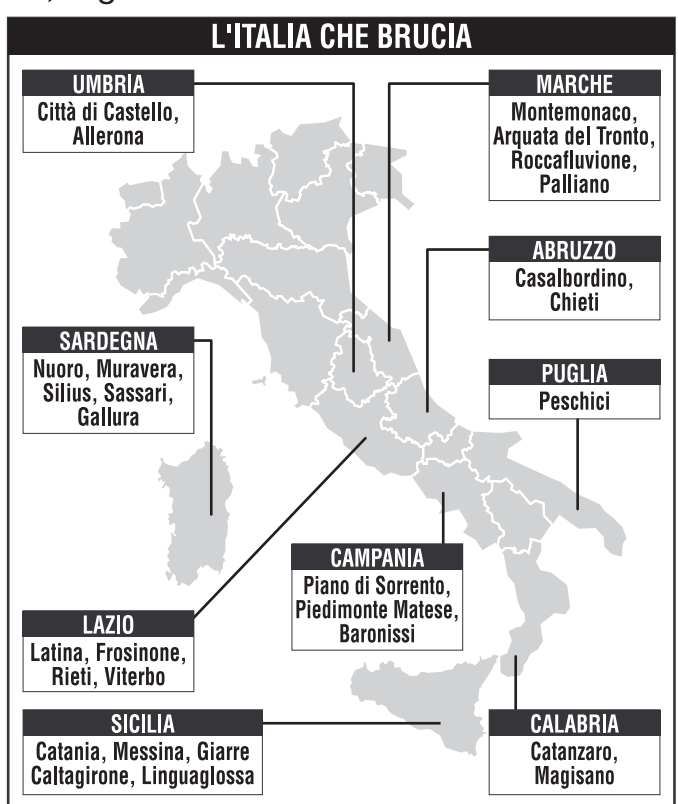 L'ITALIA CHE BRUCIA
UMBRIA
Città di Castello,
Allerona
MARCHE
Montemonaco,
Arquata del Tronto,
Roccafluvione,
Palliano
ABRUZZO
Casalbordino,
Chieti
SARDEGNA
Nuoro, Muravera,
Silius, Sassari,
Gallura
PUGLIA
Peschici
CAMPANIA
Piano di Sorrento,
Piedimonte Matese,
Baronissi
LAZIO
Latina, Frosinone,
Rieti, Viterbo
SICILIA
Catania, Messina, Giarre
Caltagirone, Linguaglossa
CALABRIA
Catanzaro,
Magisano